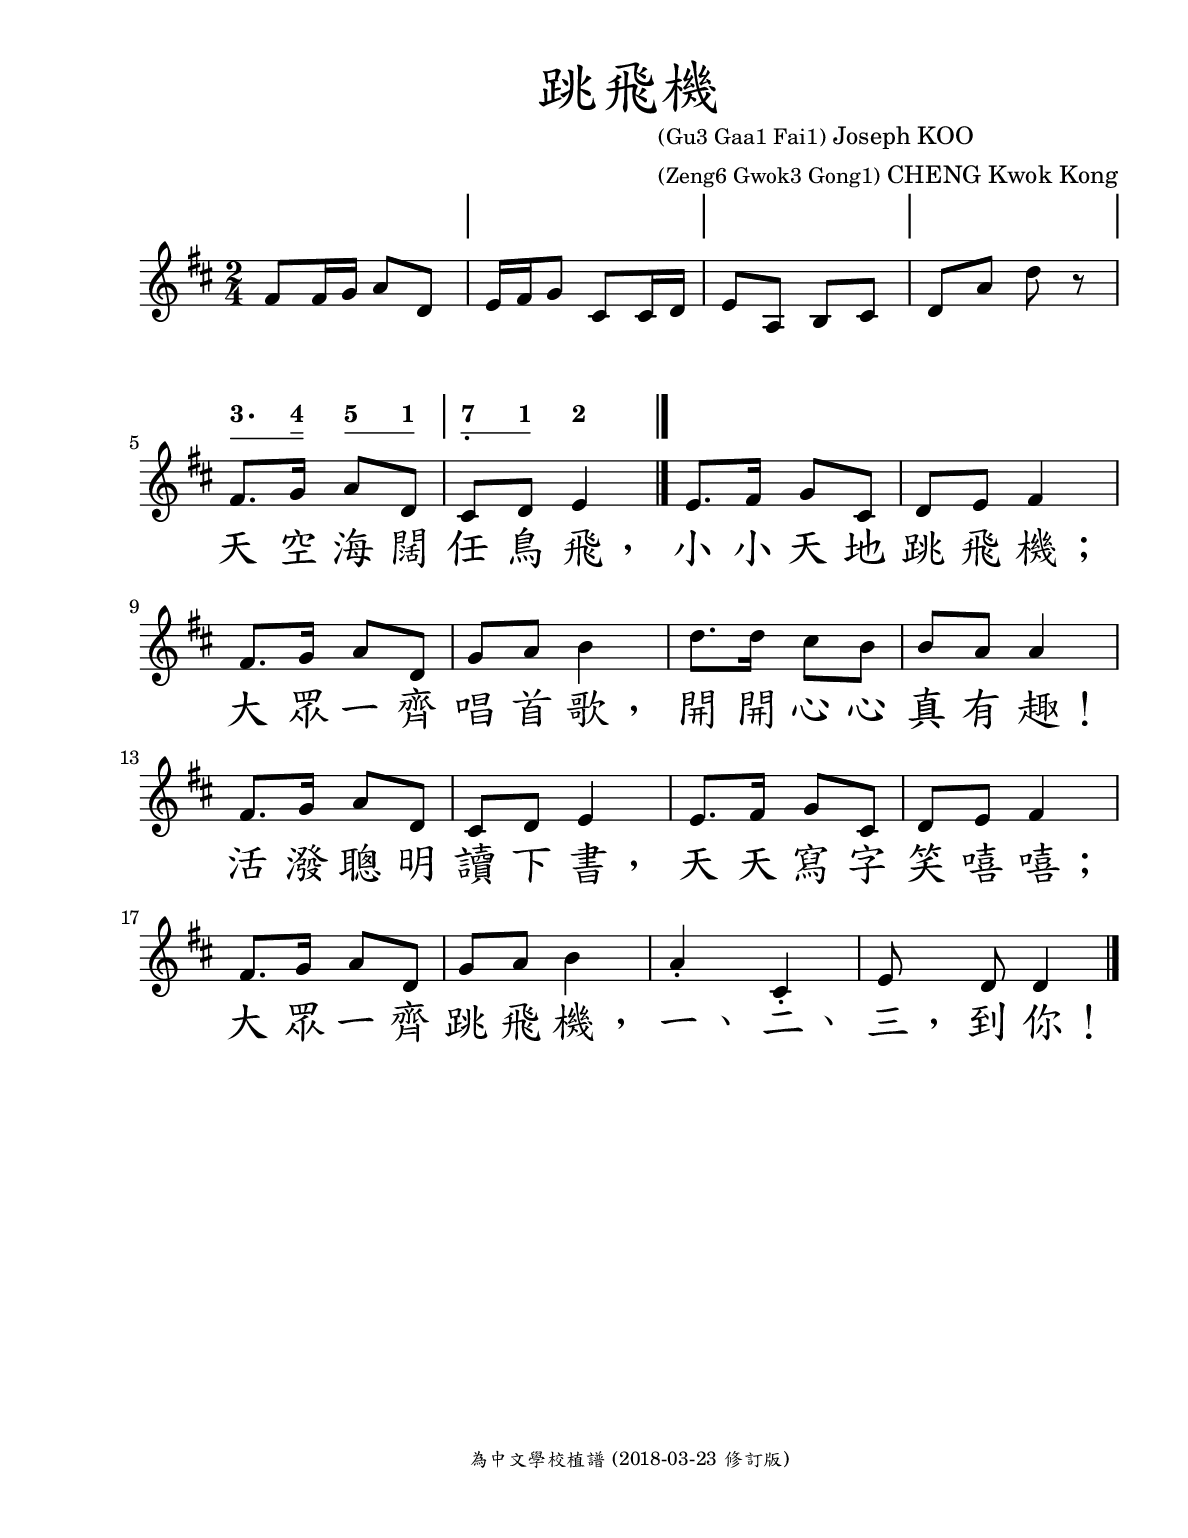 跳飛機
(Gu3 Gaa1 Fai1) Joseph KOO
(Zeng6 Gwok3 Gong1) CHENG Kwok Kong
2
4
3· 4 5 1 7 1 2
5
天 空 海 闊 任 鳥 飛， 小 小 天 地 跳 飛 機；
9
大 眾 一 齊 唱 首 歌， 開 開 心 心 真 有 趣！
13
活 潑 聰 明 讀 下 書， 天 天 寫 字 笑 嘻 嘻；
17
大 眾 一 齊 跳 飛 機， 一、 二、 三， 到 你！
為中文學校植譜 (2018-03-23 修訂版)